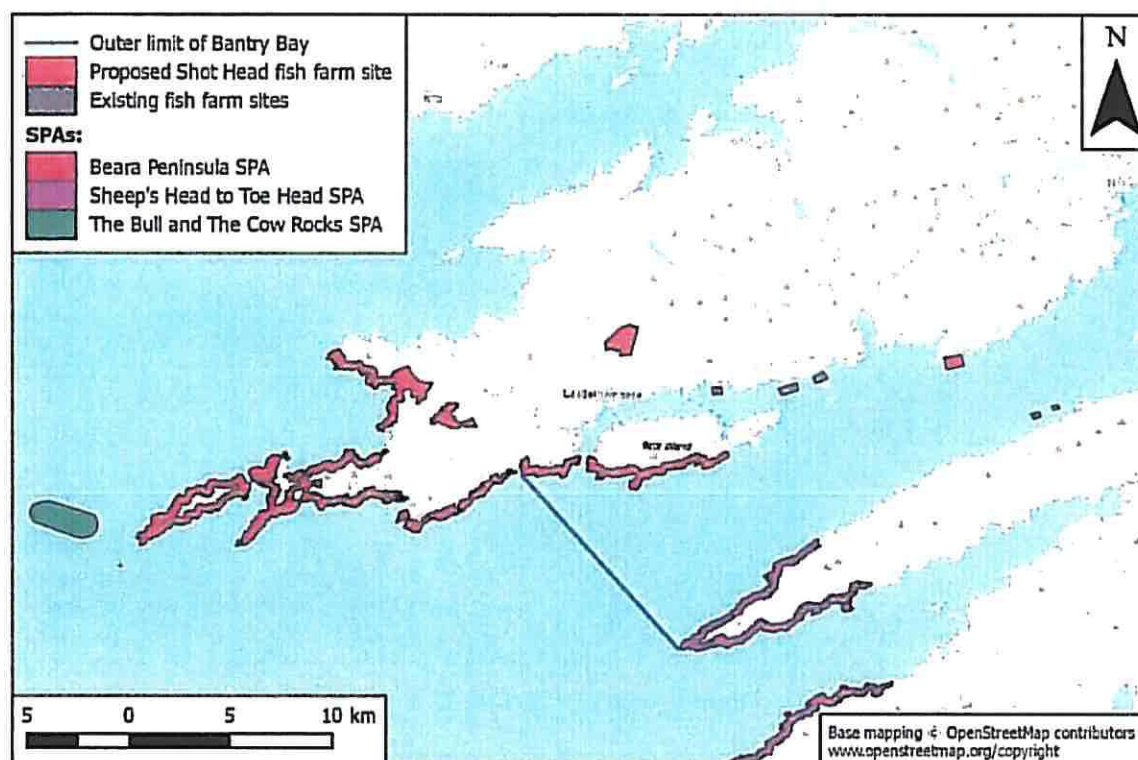 Outer limit of Bantry Bay
Proposed Shot Head fish farm site
Existing fish farm sites
SPAs:
Beara Peninsula SPA
Sheep's Head to Toe Head SPA
The Bull and The Cow Rocks SPA
N
5 0 5 10 km
Base mapping © OpenStreetMap contributors
www.openstreetmap.org/copyright